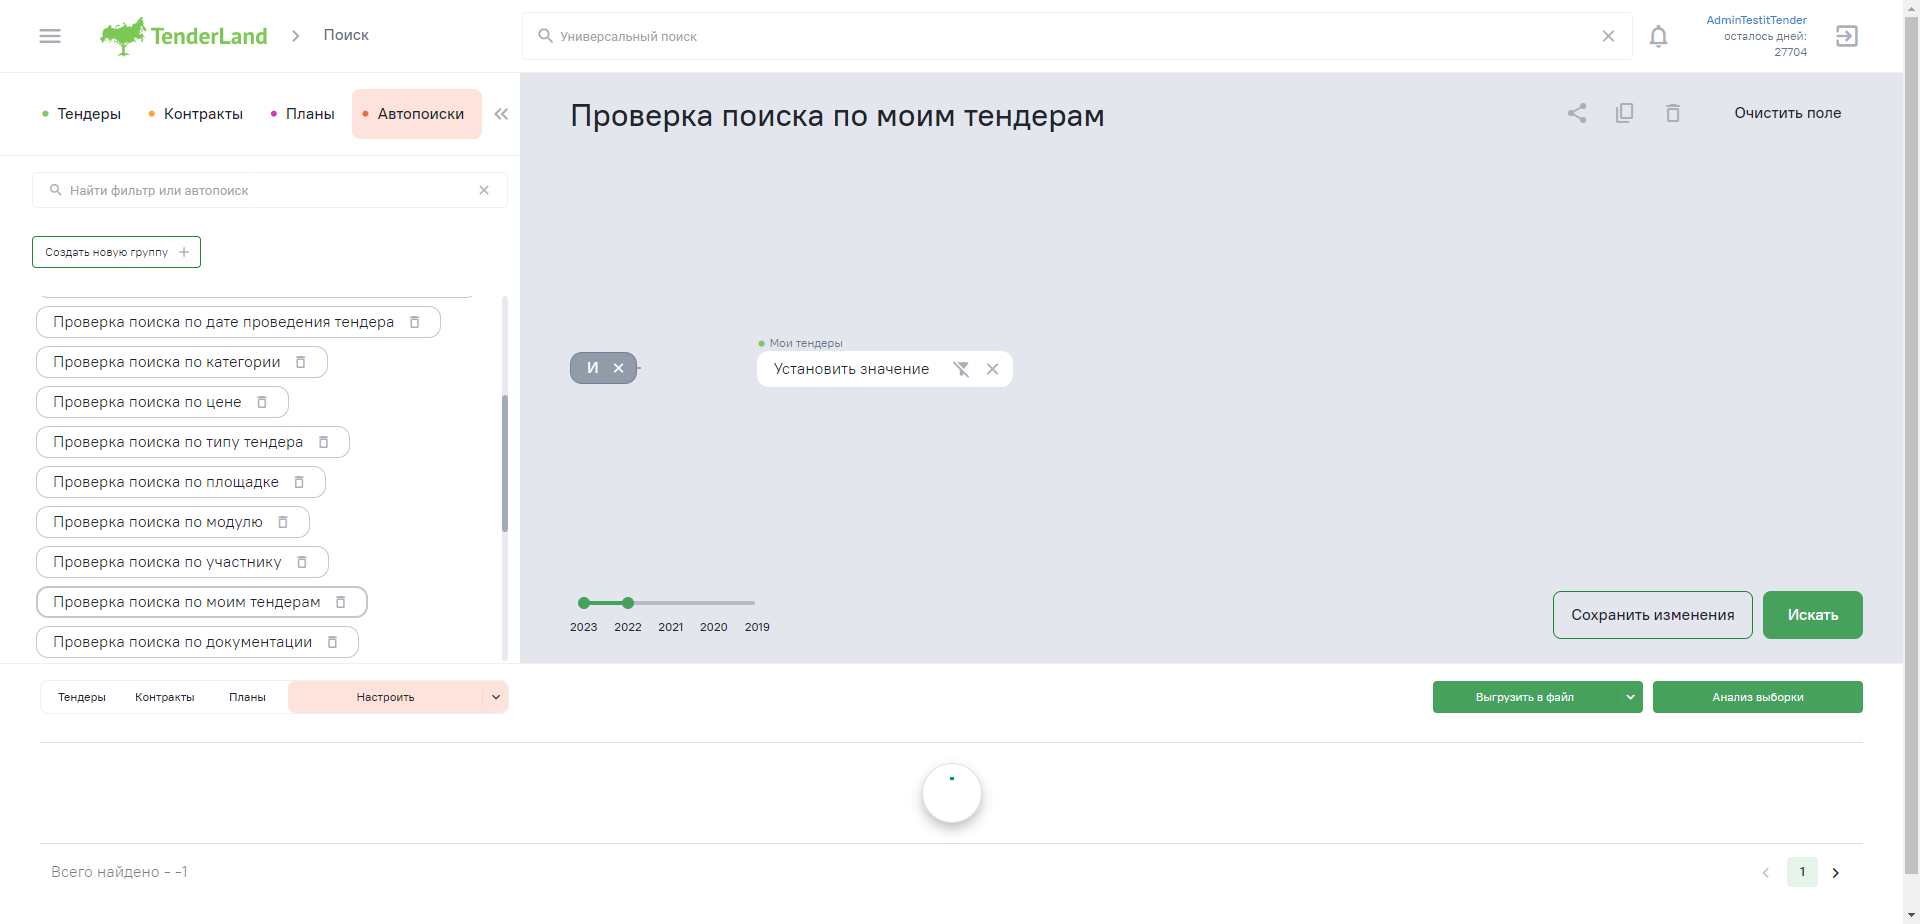 TenderLand
Поиск
Универсальный поиск
AdminTestitTender
осталось дней:
27704
Тендеры
Контракты
Планы
Автопоиски
Найти фильтр или автопоиск
Создать новую группу
Проверка поиска по дате проведения тендера
Проверка поиска по категории
Проверка поиска по цене
Проверка поиска по типу тендера
Проверка поиска по площадке
Проверка поиска по модулю
Проверка поиска по участнику
Проверка поиска по моим тендерам
Проверка поиска по документации
Проверка поиска по моим тендерам
Очистить поле
И
Мои тендеры
Установить значение
2023 2022 2021 2020 2019
Сохранить изменения
Искать
Тендеры
Контракты
Планы
Настроить
Выгрузить в файл
Анализ выборки
Всего найдено - -1
1